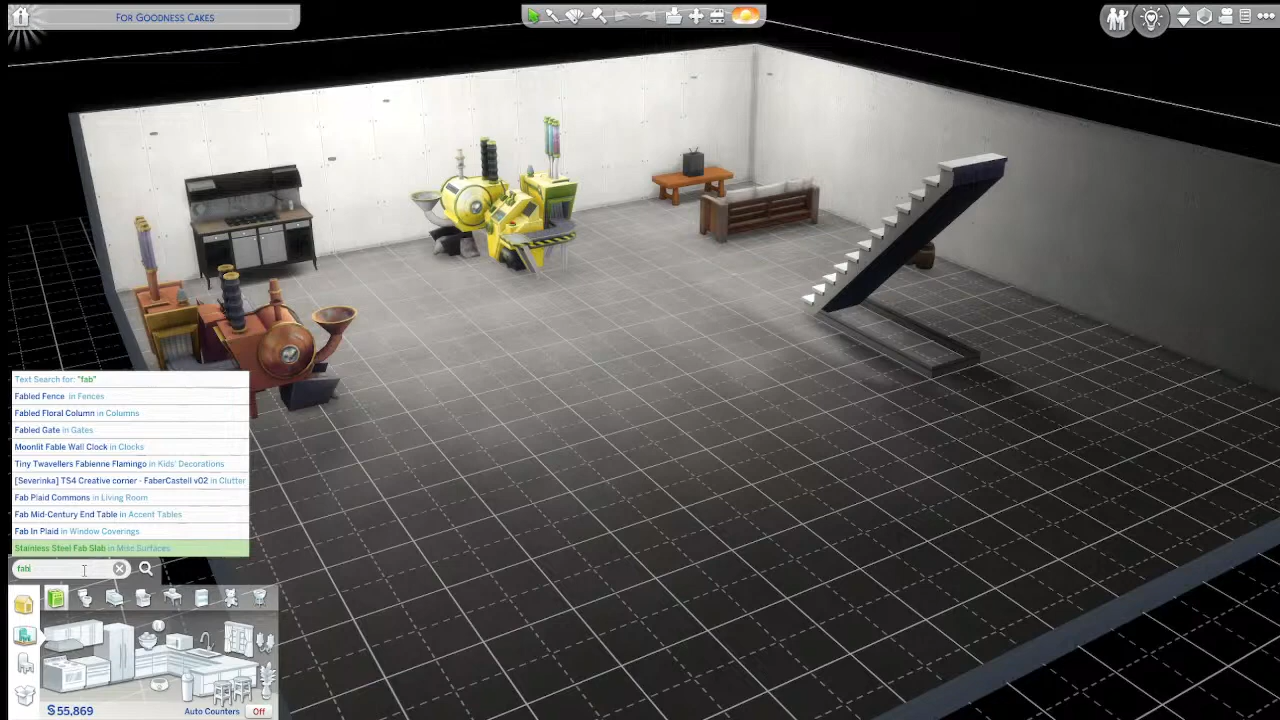 For Goodness Cakes
Text Search for: "fab"
Fabled Fence in Fences
Fabled Floral Column in Columns
Fabled Gate in Gates
Moonlit Fable Wall Clock in Clocks
Tiny Twavellers Fabienne Flamingo in Kids' Decorations
[Severinka] TS4 Creative corner - FaberCastell v02 in Clutter
Fab Plaid Commons in Living Room
Fab Mid-Century End Table in Accent Tables
Fab In Plaid in Window Coverings
Stainless Steel Fab Slab in Misc Surfaces
fab
§55,869
Auto Counters Off